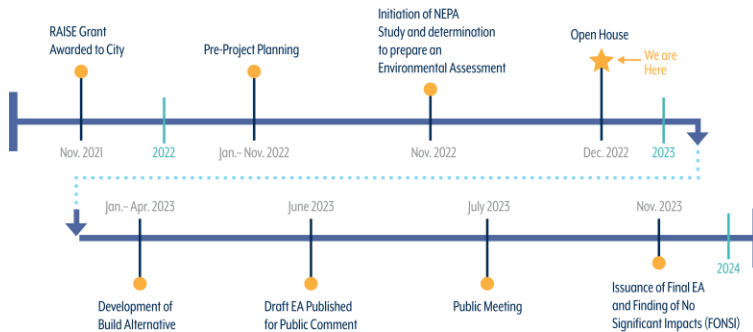 RAISE Grant
Awarded to City
Pre-Project Planning
Initiation of NEPA
Study and determination
to prepare an
Environmental Assessment
Open House
We are
Here
Nov. 2021
2022
Jan.– Nov. 2022
Nov. 2022
Dec. 2022
2023
Jan.– Apr. 2023
June 2023
July 2023
Nov. 2023
2024
Development of
Build Alternative
Draft EA Published
for Public Comment
Public Meeting
Issuance of Final EA
and Finding of No
Significant Impacts (FONSI)